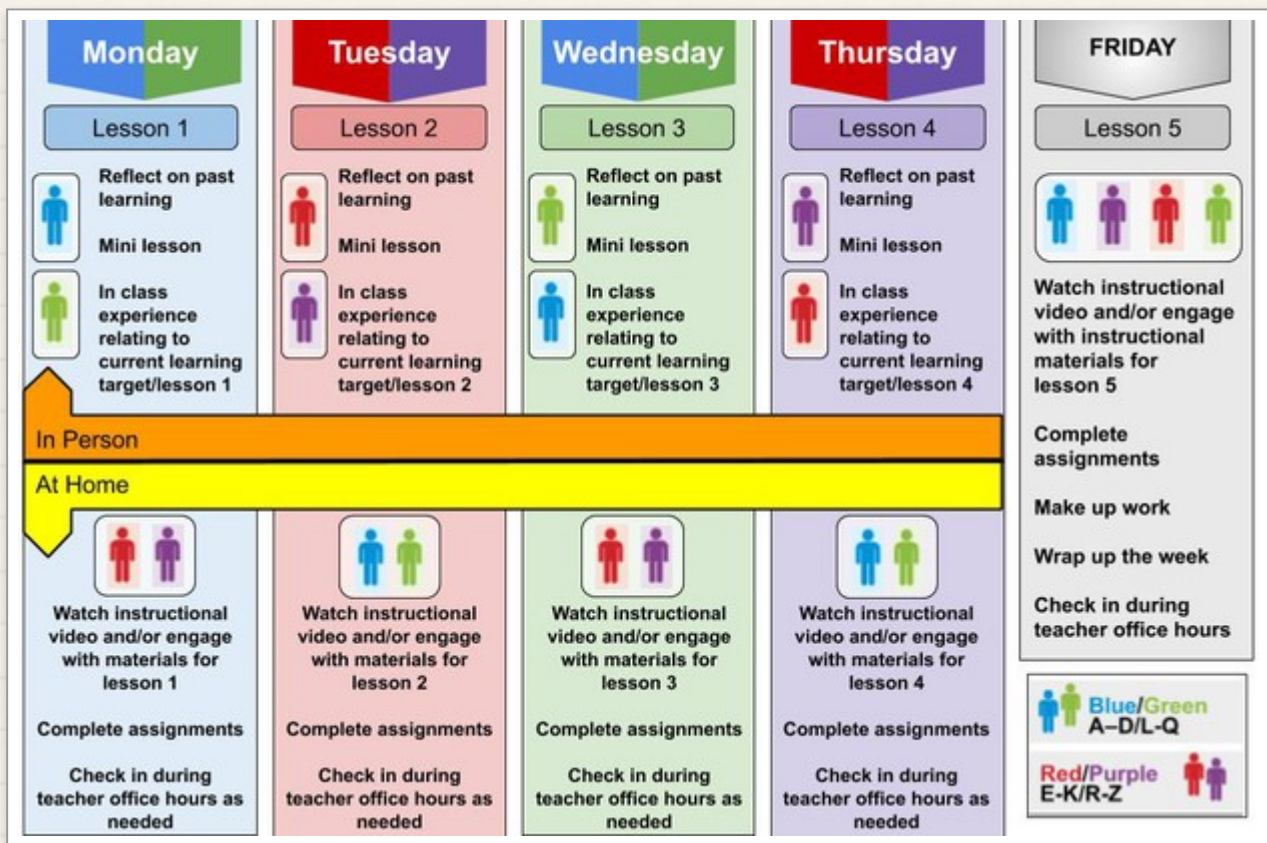 Monday
Lesson 1
Reflect on past
learning
Mini lesson
In class
experience
relating to
current learning
target/lesson 1
Tuesday
Lesson 2
Reflect on past
learning
Mini lesson
In class
experience
relating to
current learning
target/lesson 2
Wednesday
Lesson 3
Reflect on past
learning
Mini lesson
In class
experience
relating to
current learning
target/lesson 3
Thursday
Lesson 4
Reflect on past
learning
Mini lesson
In class
experience
relating to
current learning
target/lesson 4
In Person
At Home
Watch instructional
video and/or engage
with materials for
lesson 1
Complete assignments
Check in during
teacher office hours as
needed
Watch instructional
video and/or engage
with materials for
lesson 2
Complete assignments
Check in during
teacher office hours as
needed
Watch instructional
video and/or engage
with materials for
lesson 3
Complete assignments
Check in during
teacher office hours as
needed
Watch instructional
video and/or engage
with materials for
lesson 4
Complete assignments
Check in during
teacher office hours as
needed
FRIDAY
Lesson 5
Watch instructional
video and/or engage
with instructional
materials for
lesson 5
Complete
assignments
Make up work
Wrap up the week
Check in during
teacher office hours
Blue/Green
A–D/L-Q
Red/Purple
E-K/R-Z